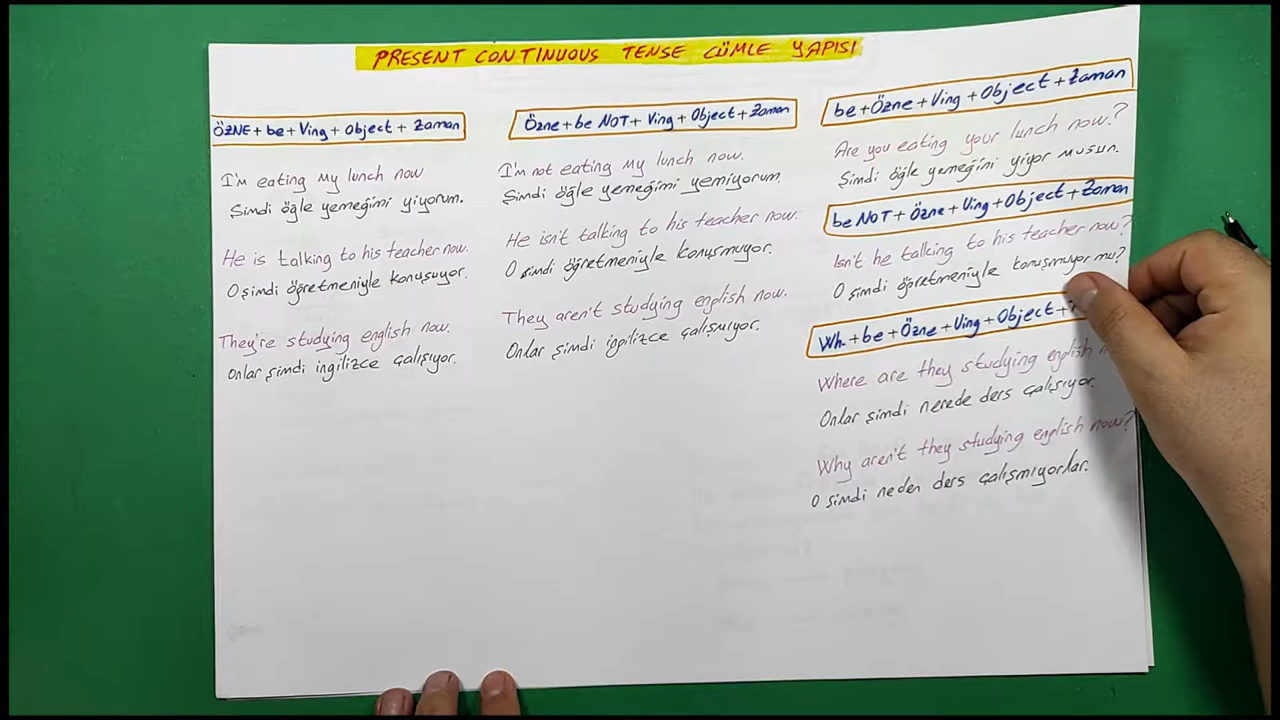 PRESENT CONTINUOUS TENSE CÜMLE YAPISI
ÖZNE + be + Ving + Object + Zaman
I'm eating my lunch now
Şimdi öğle yemeğimi yiyorum.
He is talking to his teacher now.
O şimdi öğretmeniyle konuşuyor.
They're studying english now.
Onlar şimdi ingilizce çalışıyor.
Özne + be NOT + Ving + Object + Zaman
I'm not eating my lunch now.
Şimdi öğle yemeğimi yemiyorum.
He isn't talking to his teacher now.
O şimdi öğretmeniyle konuşmuyor.
They aren't studying english now.
Onlar şimdi ingilizce çalışmıyor.
be + Özne + Ving + Object + Zaman
Are you eating your lunch now?
Şimdi öğle yemeğini yiyor musun.
be NOT + Özne + Ving + Object + Zaman
Isn't he talking to his teacher now?
O şimdi öğretmeniyle konuşmuyor mu?
Wh. + be + Özne + Ving + Object +
Where are they studying english
Onlar şimdi nerede ders çalışıyor.
Why aren't they studying english now?
O şimdi neden ders çalışmıyorlar.